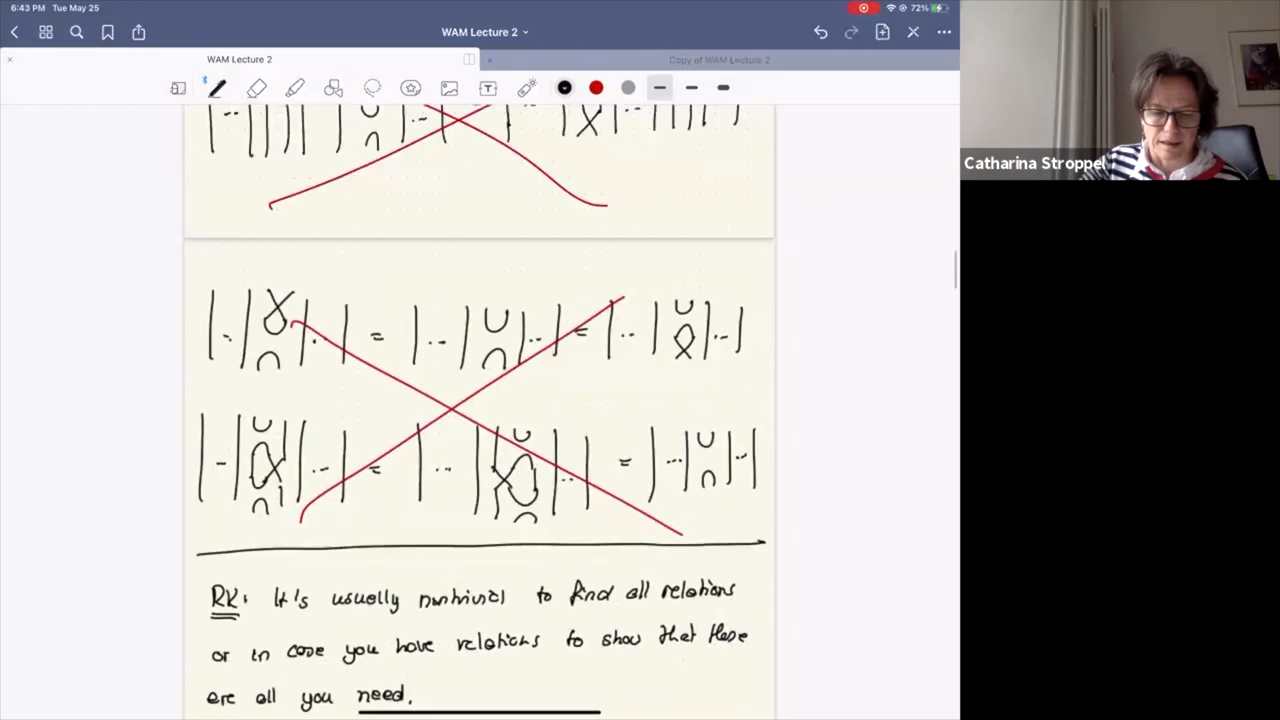 6:43 PM Tue May 25
72%
WAM Lecture 2
WAM Lecture 2
Copy of WAM Lecture 2
Catharina Stroppel
=
=
=
=
RK: It's usually nontrivial to find all relations
or in case you have relations to show that these
are all you need.